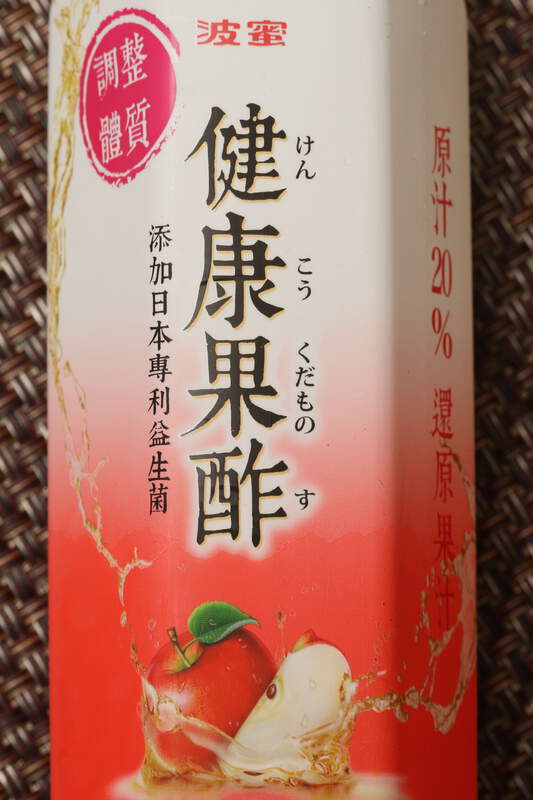 波蜜
調整
體質
健康果酢
けん こう くだもの す
添加日本專利益生菌
原汁20% 還原果汁